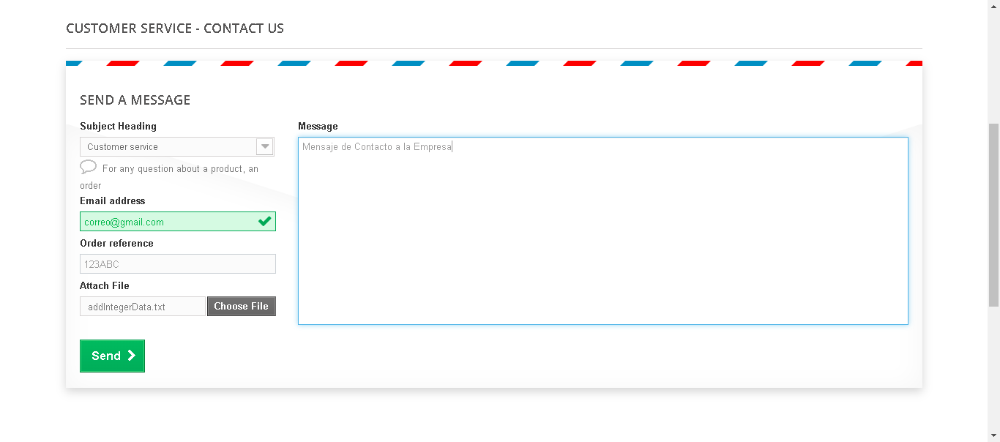 CUSTOMER SERVICE - CONTACT US
SEND A MESSAGE
Subject Heading
Customer service
For any question about a product, an
order
Email address
correo@gmail.com
Order reference
123ABC
Attach File
addIntegerData.txt
Choose File
Send
Message
Mensaje de Contacto a la Empresa